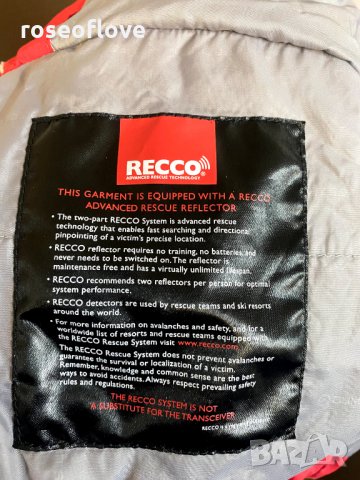 roseoflove
RECCO
ADVANCED RESCUE TECHNOLOGY
THIS GARMENT IS EQUIPPED WITH A RECCO
ADVANCED RESCUE REFLECTOR
• The two-part RECCO System is advanced rescue
technology that enables fast searching and directional
pinpointing of a victim's precise location.
• RECCO reflector requires no training, no batteries, and
never needs to be switched on. The reflector is
maintenance free and has a virtually unlimited lifespan.
• RECCO recommends two reflectors per person for optimal
system performance.
• RECCO detectors are used by rescue teams and ski resorts
around the world.
• For more information on avalanches and safety, and for a
worldwide list of resorts and rescue teams equipped with
the RECCO Rescue System visit www.recco.com.
The RECCO Rescue System does not prevent avalanches or
guarantee the survival or localization of a victim.
Remember, knowledge and common sense are the best
ways to avoid accidents. Always respect prevailing safety
rules and regulations.
THE RECCO SYSTEM IS NOT
A SUBSTITUTE FOR THE TRANSCEIVER
RECCO
BAZAR